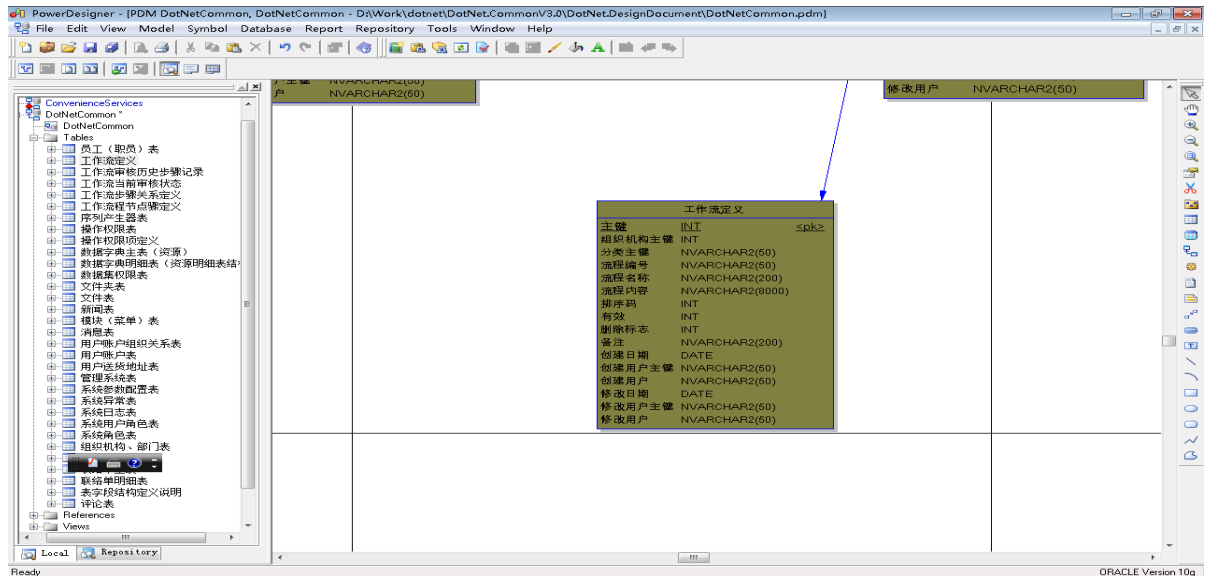 PowerDesigner - [PDM DotNetCommon, DotNetCommon - D:\Work\dotnet\DotNet.CommonV3.0\DotNet.DesignDocument\DotNetCommon.pdm]
File Edit View Model Symbol Database Report Repository Tools Window Help
户 NVARCHAR2(50)
修改用户 NVARCHAR2(50)
ConvenienceServices
DotNetCommon *
DotNetCommon
Tables
员工（职员）表
工作流定义
工作流审核历史步骤记录
工作流当前审核状态
工作流步骤关系定义
工作流程节点骤定义
序列产生器表
操作权限表
操作权限项定义
数据字典主表（资源）
数据字典明细表（资源明细表结
数据集权限表
文件夹表
文件表
新闻表
模块（菜单）表
消息表
用户账户组织关系表
用户账户表
用户送货地址表
管理系统表
系统参数配置表
系统异常表
系统日志表
系统用户角色表
系统角色表
组织机构、部门表
联络单明细表
表字段结构定义说明
评论表
References
Views
工作流定义
主键 INT <pk>
组织机构主键 INT
分类主键 NVARCHAR2(50)
流程编号 NVARCHAR2(50)
流程名称 NVARCHAR2(200)
流程内容 NVARCHAR2(8000)
排序码 INT
有效 INT
删除标志 INT
备注 NVARCHAR2(200)
创建日期 DATE
创建用户主键 NVARCHAR2(50)
创建用户 NVARCHAR2(50)
修改日期 DATE
修改用户主键 NVARCHAR2(50)
修改用户 NVARCHAR2(50)
Local Repository
Ready
ORACLE Version 10g